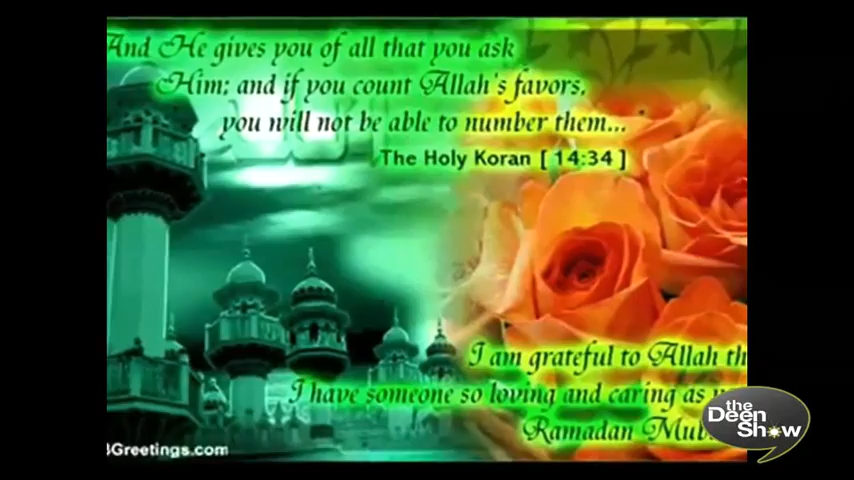 And He gives you of all that you ask
Him; and if you count Allah's favors,
you will not be able to number them...
The Holy Koran [ 14:34 ]
I am grateful to Allah th
I have someone so loving and caring as
Ramadan Mub
Greetings.com
the
Deen
Show